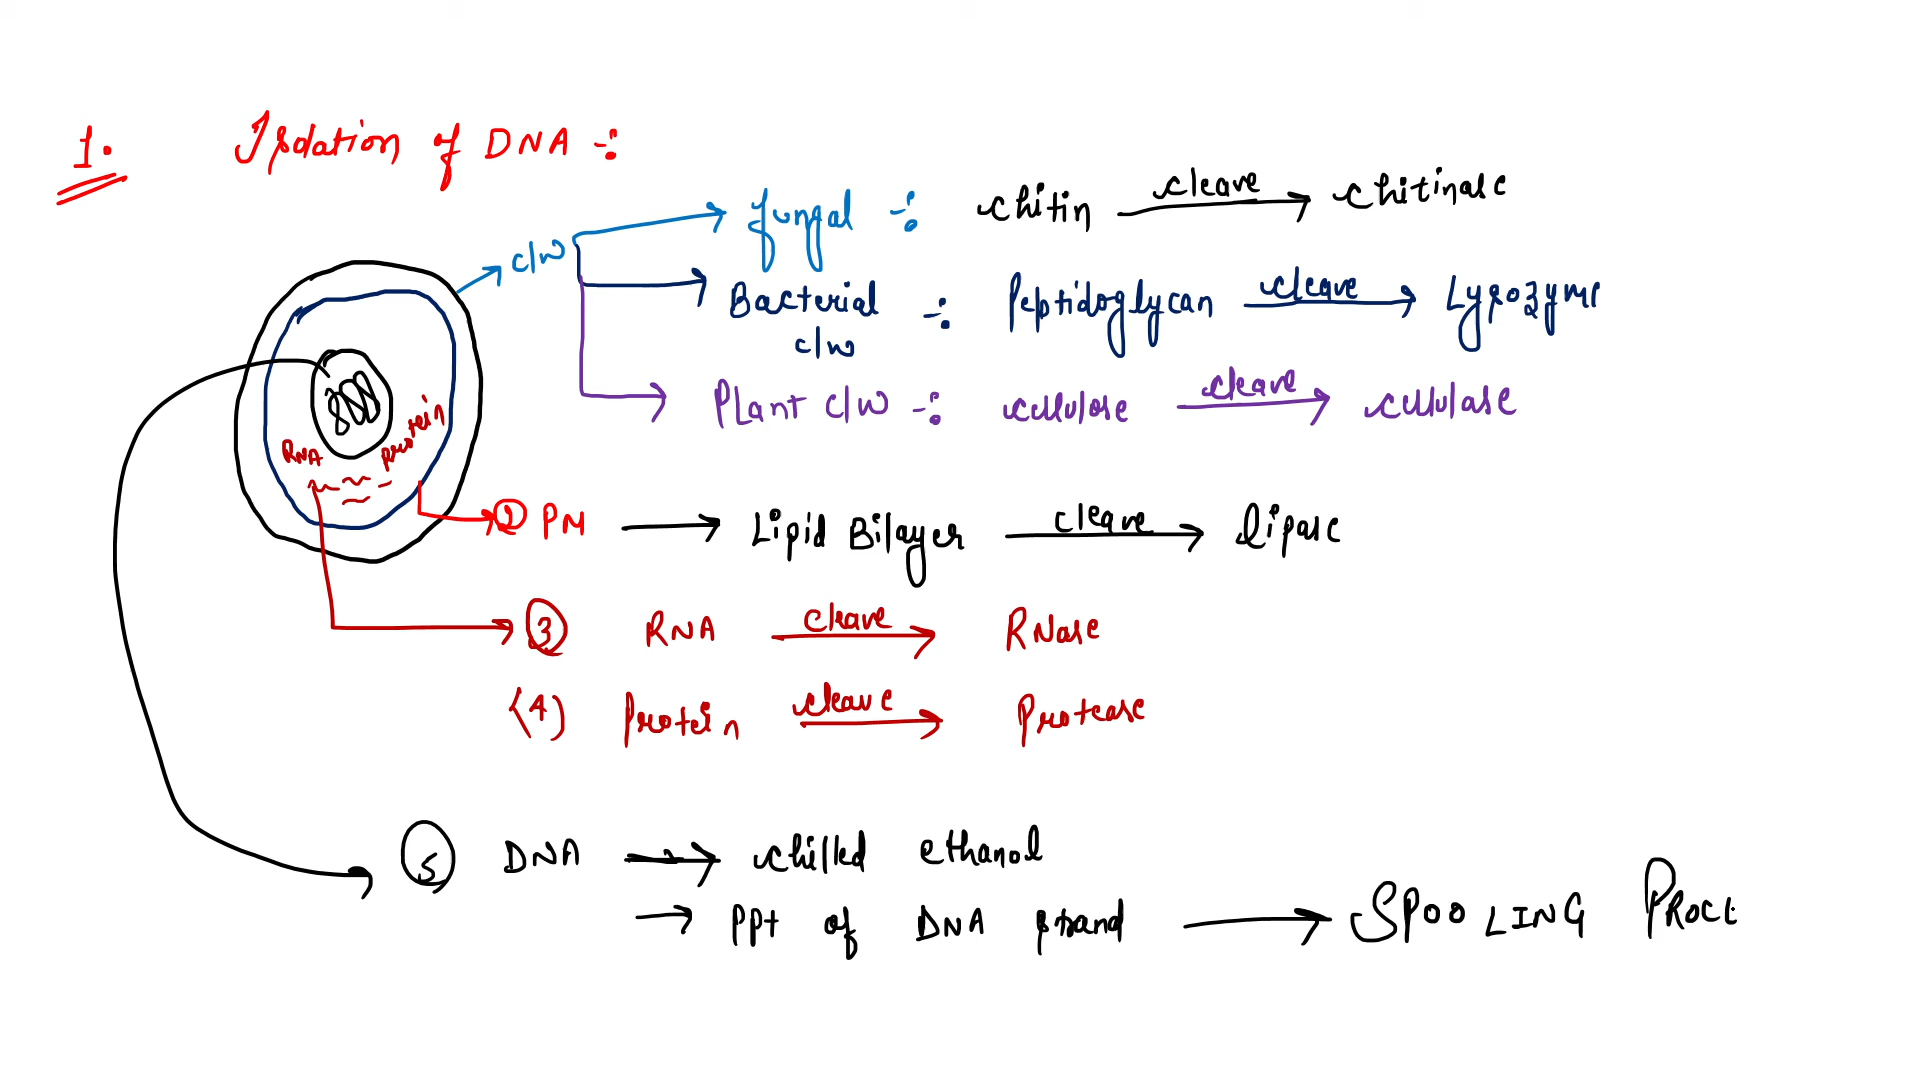 1. Isolation of DNA :-
c/w
fungal :- chitin cleave chitinase
Bacterial c/w :- Peptidoglycan cleave Lysozyme
Plant c/w :- cellulose cleave cellulase
RNA
protein
② PM Lipid Bilayer cleave lipase
③ RNA cleave RNase
(4) Protein cleave Protease
⑤ DNA chilled ethanol
ppt of DNA strand SPOOLING PROCE